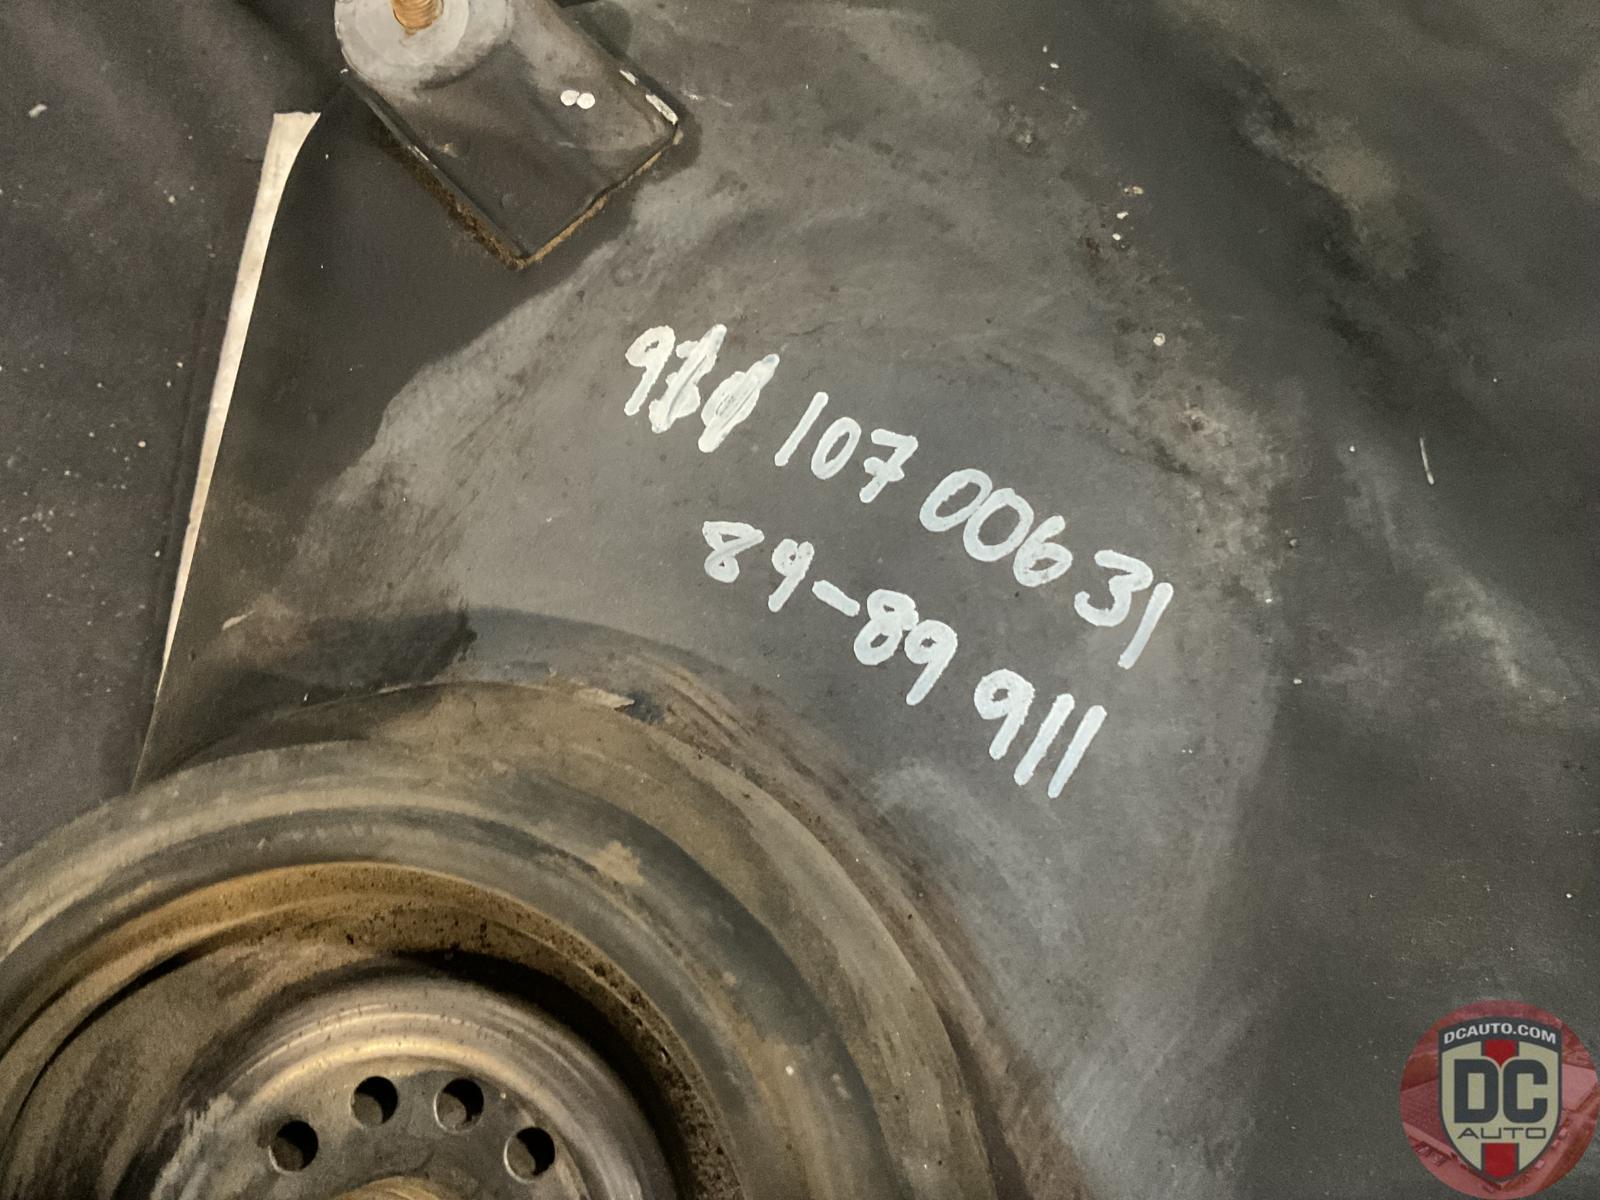 107 00631
84-89 911
DCAUTO.COM
DC
AUTO